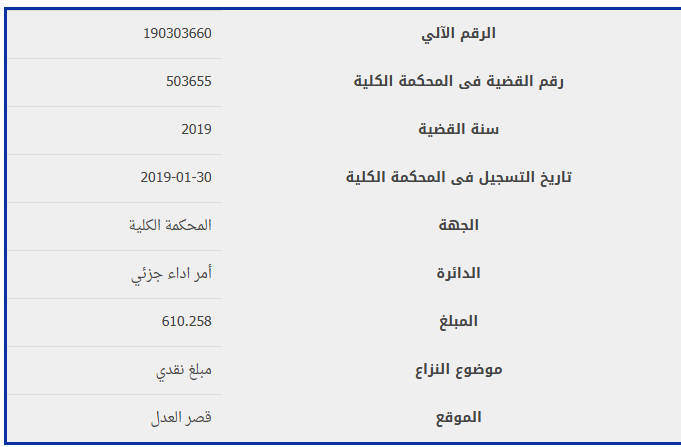 الرقم الآلي 190303660
رقم القضية فى المحكمة الكلية 503655
سنة القضية 2019
تاريخ التسجيل فى المحكمة الكلية 2019-01-30
الجهة المحكمة الكلية
الدائرة أمر اداء جزئي
المبلغ 610.258
موضوع النزاع مبلغ نقدي
الموقع قصر العدل